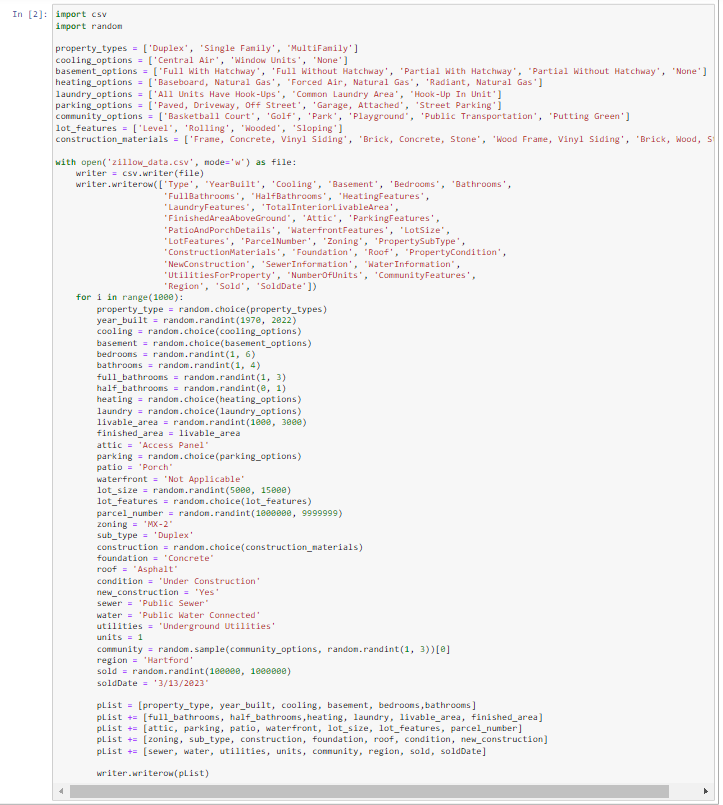 In [2]: import csv
import random
property_types = ['Duplex', 'Single Family', 'MultiFamily']
cooling_options = ['Central Air', 'Window Units', 'None']
basement_options = ['Full With Hatchway', 'Full Without Hatchway', 'Partial With Hatchway', 'Partial Without Hatchway', 'None']
heating_options = ['Baseboard, Natural Gas', 'Forced Air, Natural Gas', 'Radiant, Natural Gas']
laundry_options = ['All Units Have Hook-Ups', 'Common Laundry Area', 'Hook-Up In Unit']
parking_options = ['Paved, Driveway, Off Street', 'Garage, Attached', 'Street Parking']
community_options = ['Basketball Court', 'Golf', 'Park', 'Playground', 'Public Transportation', 'Putting Green']
lot_features = ['Level', 'Rolling', 'Wooded', 'Sloping']
construction_materials = ['Frame, Concrete, Vinyl Siding', 'Brick, Concrete, Stone', 'Wood Frame, Vinyl Siding', 'Brick, Wood, S
with open('zillow_data.csv', mode='w') as file:
writer = csv.writer(file)
writer.writerow(['Type', 'YearBuilt', 'Cooling', 'Basement', 'Bedrooms', 'Bathrooms',
'FullBathrooms', 'HalfBathrooms', 'HeatingFeatures',
'LaundryFeatures', 'TotalInteriorLivableArea',
'FinishedAreaAboveGround', 'Attic', 'ParkingFeatures',
'PatioAndPorchDetails', 'WaterfrontFeatures', 'LotSize',
'LotFeatures', 'ParcelNumber', 'Zoning', 'PropertySubType',
'ConstructionMaterials', 'Foundation', 'Roof', 'PropertyCondition',
'NewConstruction', 'SewerInformation', 'WaterInformation',
'UtilitiesForProperty', 'NumberOfUnits', 'CommunityFeatures',
'Region', 'Sold', 'SoldDate'])
for i in range(1000):
property_type = random.choice(property_types)
year_built = random.randint(1970, 2022)
cooling = random.choice(cooling_options)
basement = random.choice(basement_options)
bedrooms = random.randint(1, 6)
bathrooms = random.randint(1, 4)
full_bathrooms = random.randint(1, 3)
half_bathrooms = random.randint(0, 1)
heating = random.choice(heating_options)
laundry = random.choice(laundry_options)
livable_area = random.randint(1000, 3000)
finished_area = livable_area
attic = 'Access Panel'
parking = random.choice(parking_options)
patio = 'Porch'
waterfront = 'Not Applicable'
lot_size = random.randint(5000, 15000)
lot_features = random.choice(lot_features)
parcel_number = random.randint(1000000, 9999999)
zoning = 'MX-2'
sub_type = 'Duplex'
construction = random.choice(construction_materials)
foundation = 'Concrete'
roof = 'Asphalt'
condition = 'Under Construction'
new_construction = 'Yes'
sewer = 'Public Sewer'
water = 'Public Water Connected'
utilities = 'Underground Utilities'
units = 1
community = random.sample(community_options, random.randint(1, 3))[0]
region = 'Hartford'
sold = random.randint(100000, 1000000)
soldDate = '3/13/2023'
pList = [property_type, year_built, cooling, basement, bedrooms,bathrooms]
pList += [full_bathrooms, half_bathrooms,heating, laundry, livable_area, finished_area]
pList += [attic, parking, patio, waterfront, lot_size, lot_features, parcel_number]
pList += [zoning, sub_type, construction, foundation, roof, condition, new_construction]
pList += [sewer, water, utilities, units, community, region, sold, soldDate]
writer.writerow(pList)